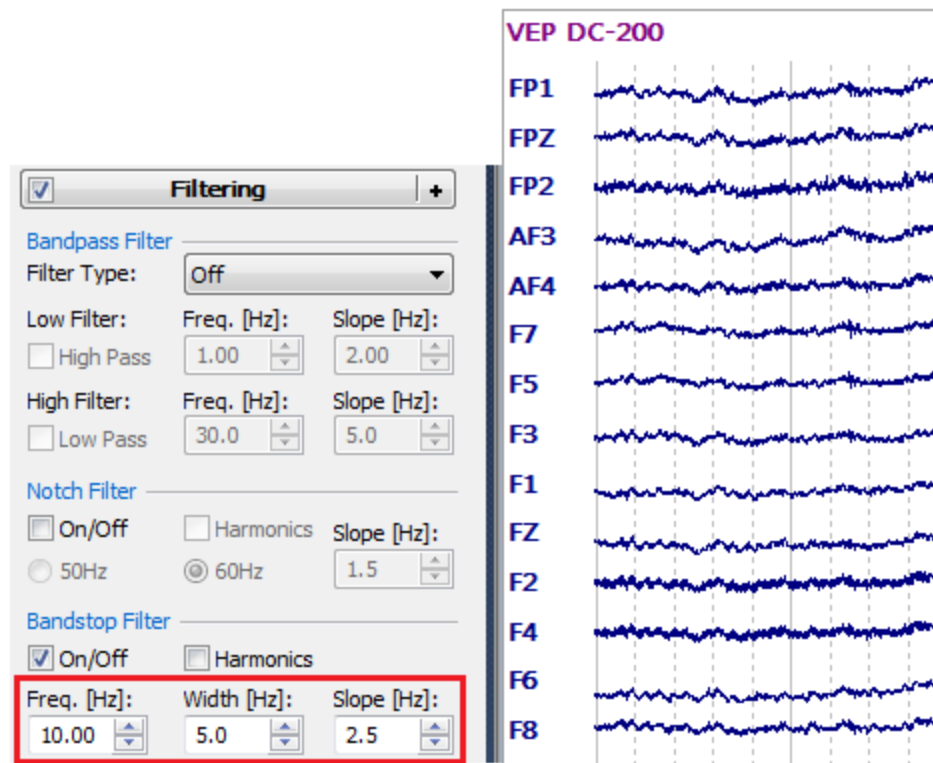 VEP DC-200
FP1
FPZ
FP2
AF3
AF4
F7
F5
F3
F1
FZ
F2
F4
F6
F8
Filtering +
Bandpass Filter
Filter Type: Off
Low Filter: Freq. [Hz]: Slope [Hz]:
High Pass 1.00 2.00
High Filter: Freq. [Hz]: Slope [Hz]:
Low Pass 30.0 5.0
Notch Filter
On/Off Harmonics Slope [Hz]:
50Hz 60Hz 1.5
Bandstop Filter
On/Off Harmonics
Freq. [Hz]: Width [Hz]: Slope [Hz]:
10.00 5.0 2.5